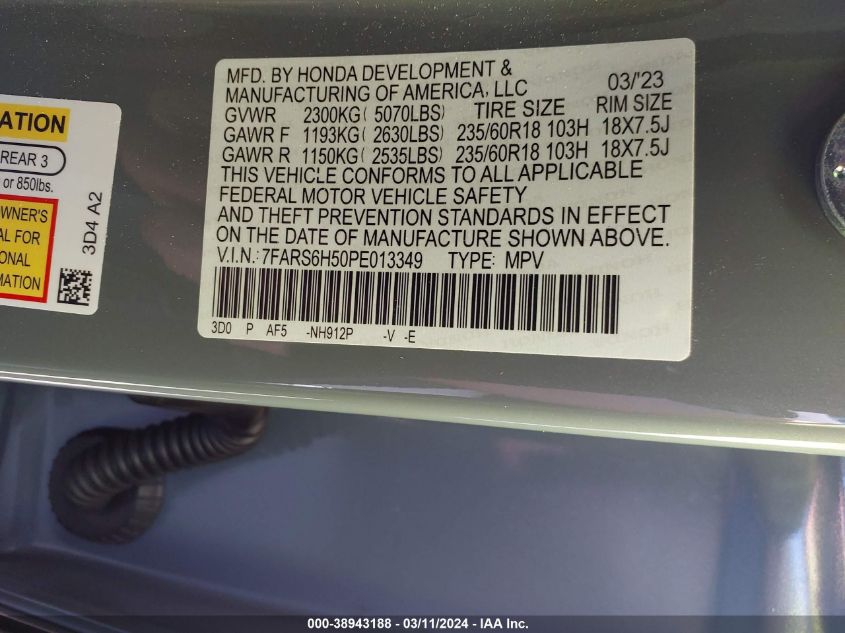 MFD. BY HONDA DEVELOPMENT &
MANUFACTURING OF AMERICA, LLC 03/'23
GVWR 2300KG( 5070LBS) TIRE SIZE RIM SIZE
GAWR F 1193KG( 2630LBS) 235/60R18 103H 18X7.5J
GAWR R 1150KG( 2535LBS) 235/60R18 103H 18X7.5J
THIS VEHICLE CONFORMS TO ALL APPLICABLE
FEDERAL MOTOR VEHICLE SAFETY
AND THEFT PREVENTION STANDARDS IN EFFECT
ON THE DATE OF MANUFACTURE SHOWN ABOVE.
V.I.N.: 7FARS6H50PE013349 TYPE: MPV
3D0 P AF5 -NH912P -V -E
ATION
REAR 3
or 850lbs.
OWNER'S
AL FOR
ONAL
MATION
3D4 A2
000-38943188 - 03/11/2024 - IAA Inc.